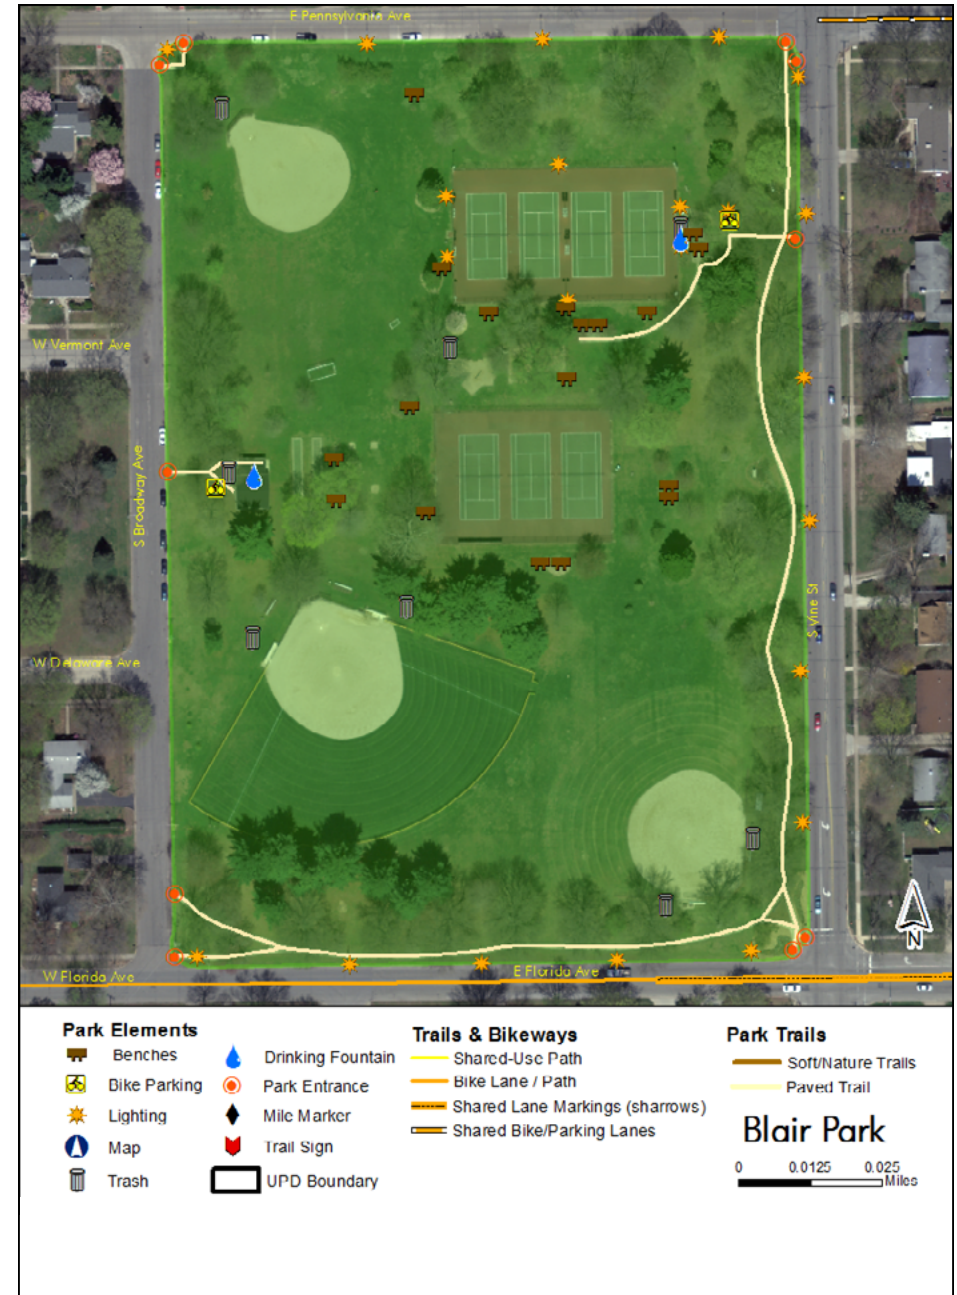 E Pennsylvania Ave
W Vermont Ave
S Broadway Ave
S Vine St
W Delaware Ave
W Florida Ave
E Florida Ave
N
Park Elements
Benches
Bike Parking
Lighting
Map
Trash
Drinking Fountain
Park Entrance
Mile Marker
Trail Sign
UPD Boundary
Trails & Bikeways
Shared-Use Path
Bike Lane / Path
Shared Lane Markings (sharrows)
Shared Bike/Parking Lanes
Park Trails
Soft/Nature Trails
Paved Trail
Blair Park
0 0.0125 0.025
Miles